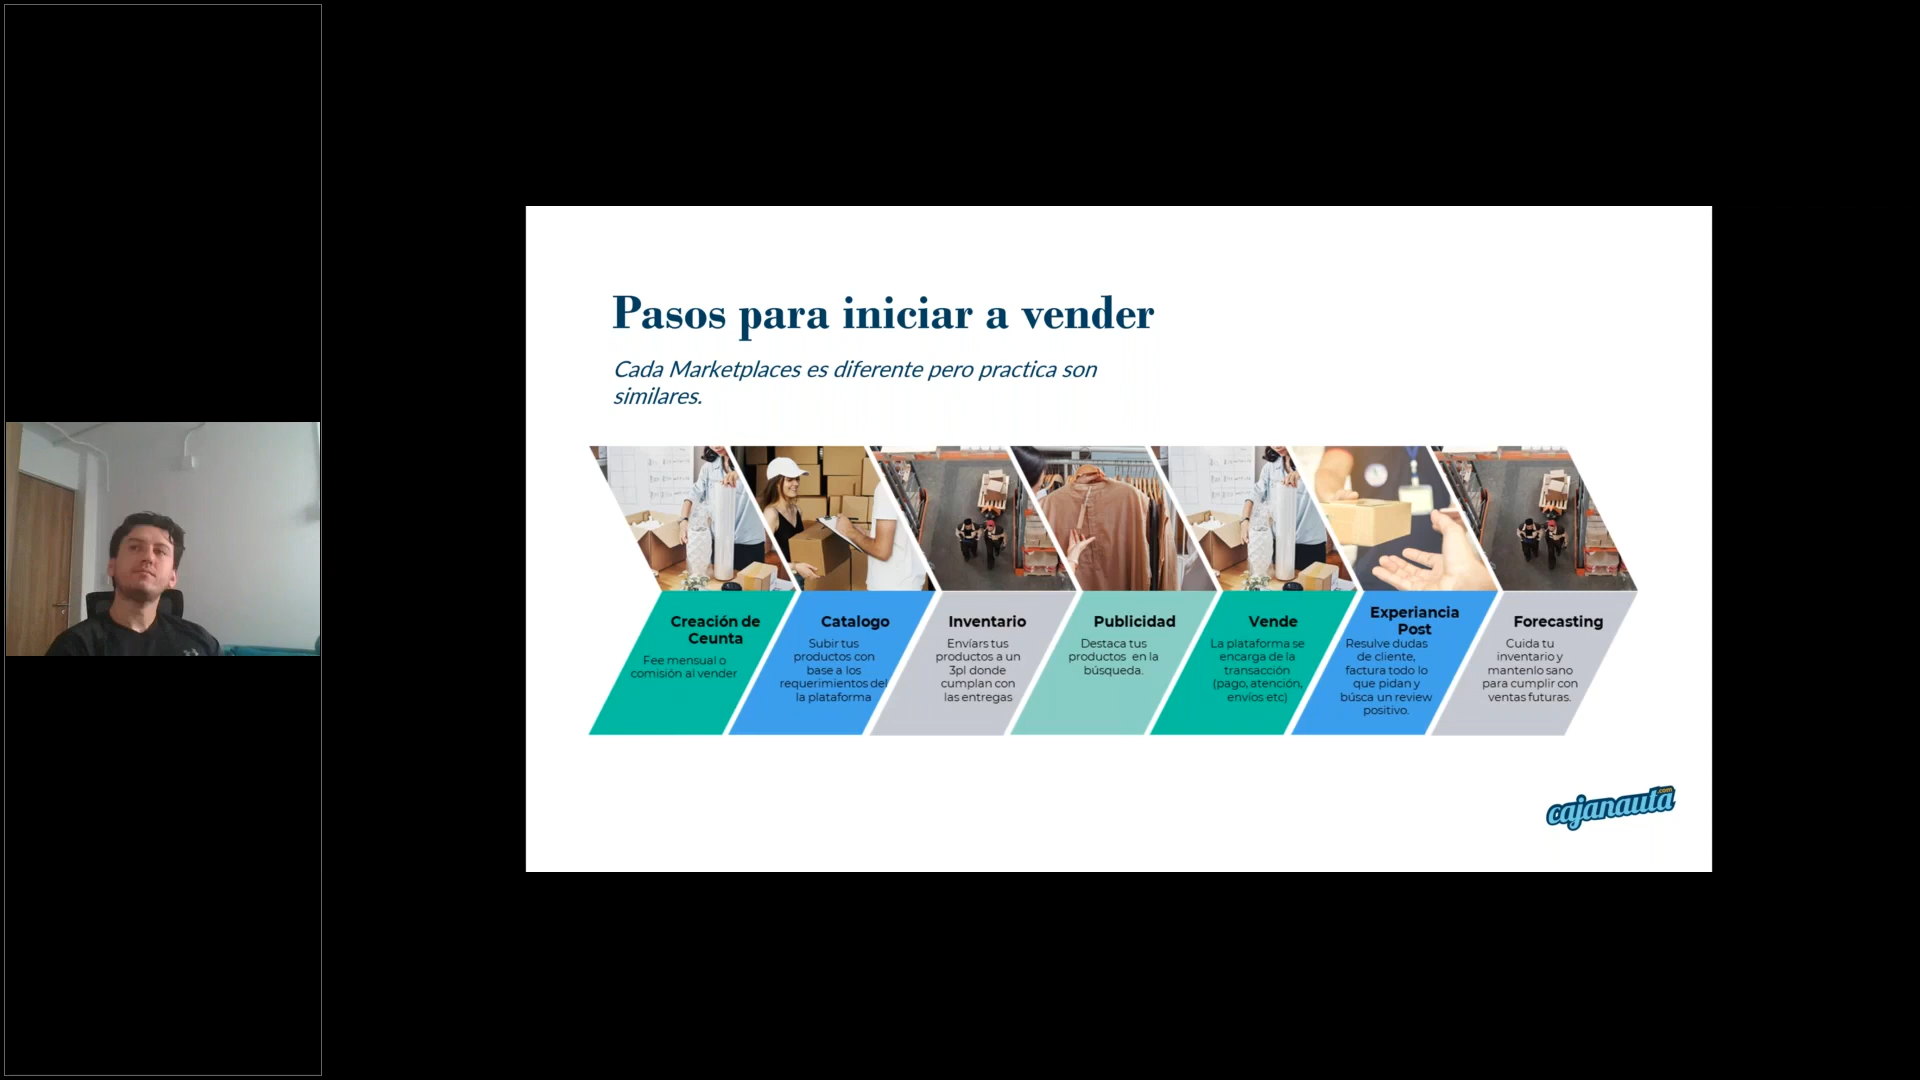 Pasos para iniciar a vender
Cada Marketplaces es diferente pero practica son
similares.
Creación de
Ceunta
Fee mensual o
comisión al vender
Catalogo
Subir tus
productos con
base a los
requerimientos del
la plataforma
Inventario
Envíars tus
productos a un
3pl donde
cumplan con
las entregas
Publicidad
Destaca tus
productos en la
búsqueda.
Vende
La plataforma se
encarga de la
transacción
(pago, atención,
envios etc)
Experiancia
Post
Resulve dudas
de cliente,
factura todo lo
que pidan y
búsca un review
positivo.
Forecasting
Cuida tu
inventario y
mantenlo sano
para cumplir con
ventas futuras.
cajanauta.com